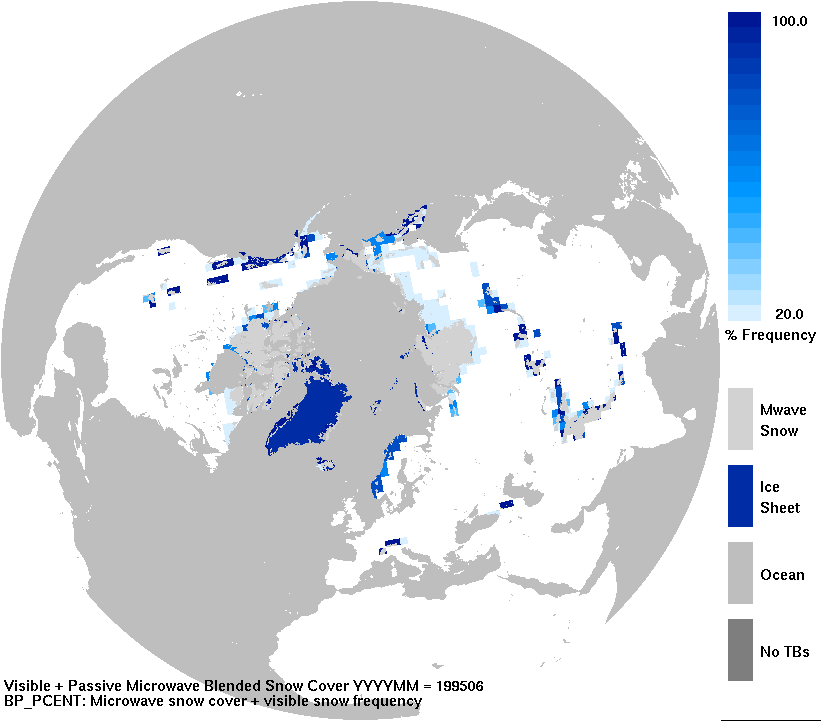 100.0
20.0
% Frequency
Mwave
Snow
Ice
Sheet
Ocean
No TBs
Visible + Passive Microwave Blended Snow Cover YYYYMM = 199506
BP_PCENT: Microwave snow cover + visible snow frequency